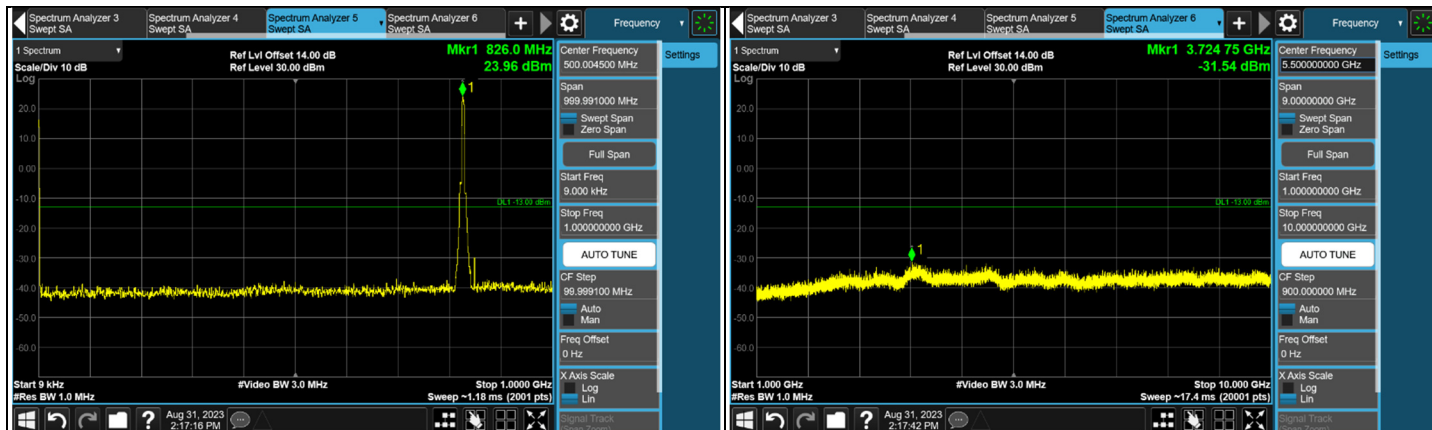 Spectrum Analyzer 3
Swept SA
Spectrum Analyzer 4
Swept SA
Spectrum Analyzer 5
Swept SA
Spectrum Analyzer 6
Swept SA
Frequency
1 Spectrum
Scale/Div 10 dB
Log
Ref Lvl Offset 14.00 dB
Ref Level 30.00 dBm
Mkr1 826.0 MHz
23.96 dBm
1
20.0
10.0
0.00
-10.0
-20.0
-30.0
-40.0
-50.0
-60.0
DL1 -13.00 dBm
Start 9 kHz
#Res BW 1.0 MHz
#Video BW 3.0 MHz
Stop 1.0000 GHz
Sweep ~1.18 ms (2001 pts)
Center Frequency
500.004500 MHz
Settings
Span
999.991000 MHz
Swept Span
Zero Span
Full Span
Start Freq
9.000 kHz
Stop Freq
1.000000000 GHz
AUTO TUNE
CF Step
99.999100 MHz
Auto
Man
Freq Offset
0 Hz
X Axis Scale
Log
Lin
Signal Track
(Span Zoom)
?
Aug 31, 2023
2:17:16 PM
Spectrum Analyzer 3
Swept SA
Spectrum Analyzer 4
Swept SA
Spectrum Analyzer 5
Swept SA
Spectrum Analyzer 6
Swept SA
Frequency
1 Spectrum
Scale/Div 10 dB
Log
Ref Lvl Offset 14.00 dB
Ref Level 30.00 dBm
Mkr1 3.724 75 GHz
-31.54 dBm
1
20.0
10.0
0.00
-10.0
-20.0
-30.0
-40.0
-50.0
-60.0
DL1 -13.00 dBm
Start 1.000 GHz
#Res BW 1.0 MHz
#Video BW 3.0 MHz
Stop 10.000 GHz
Sweep ~17.4 ms (2001 pts)
Center Frequency
5.500000000 GHz
Settings
Span
9.00000000 GHz
Swept Span
Zero Span
Full Span
Start Freq
1.000000000 GHz
Stop Freq
10.000000000 GHz
AUTO TUNE
CF Step
900.000000 MHz
Auto
Man
Freq Offset
0 Hz
X Axis Scale
Log
Lin
Signal Track
(Span Zoom)
?
Aug 31, 2023
2:17:42 PM